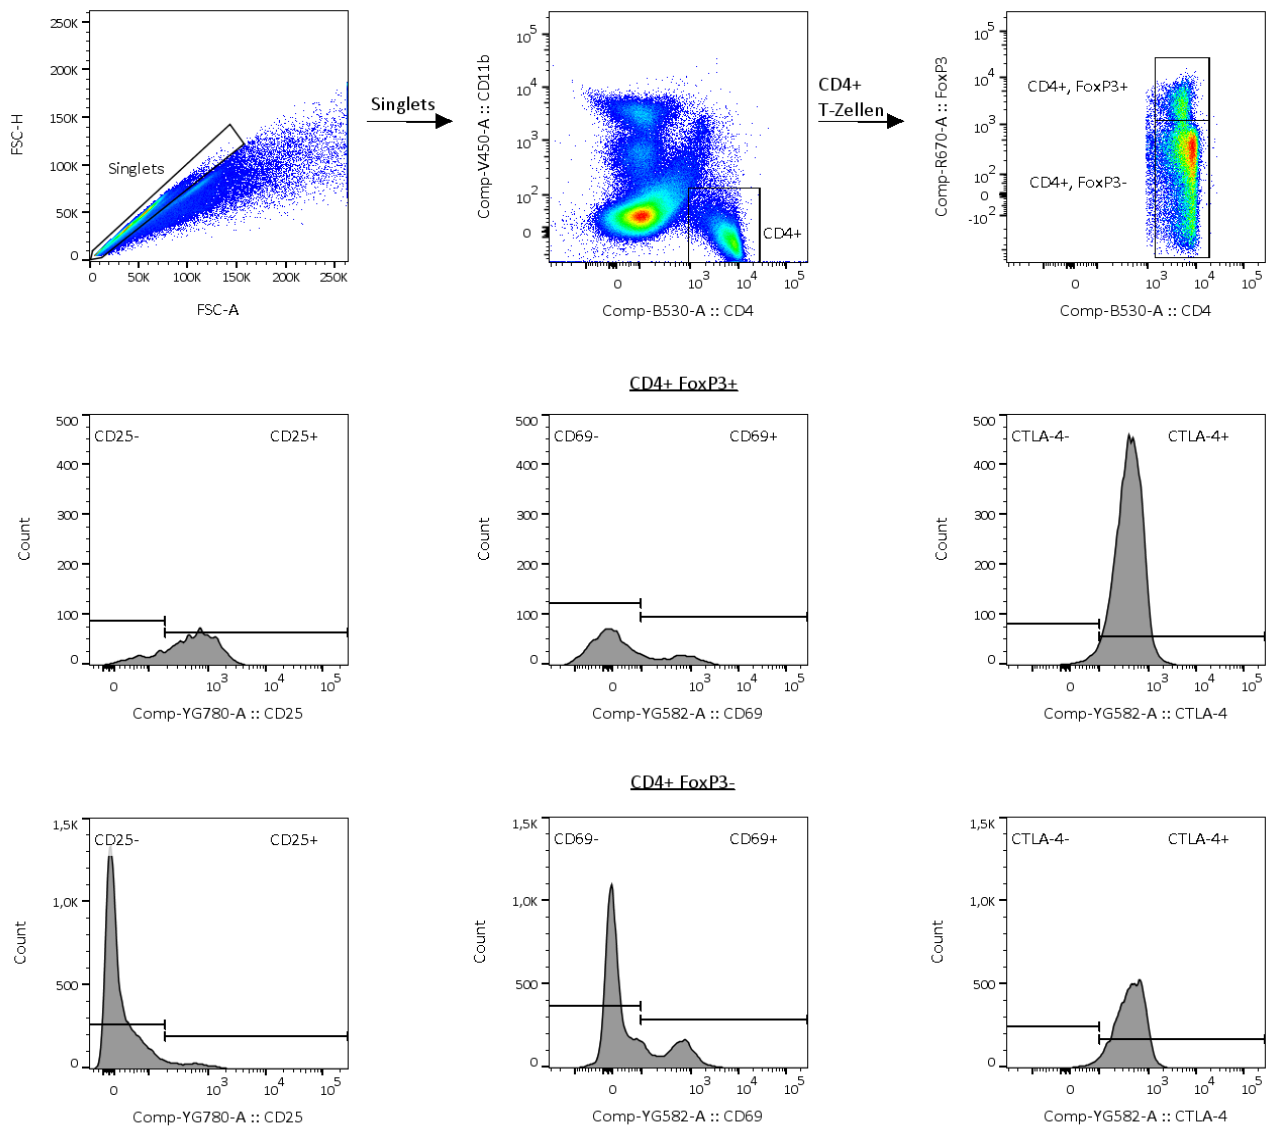 250K
200K
150K
100K
50K
0
FSC-H
Singlets
0 50K 100K 150K 200K 250K
FSC-A
Singlets
10^5
10^4
10^3
10^2
0
Comp-V450-A :: CD11b
CD4+
0 10^3 10^4 10^5
Comp-B530-A :: CD4
CD4+
T-Zellen
10^5
10^4
10^3
10^2
0
-10^2
Comp-R670-A :: FoxP3
CD4+, FoxP3+
CD4+, FoxP3-
0 10^3 10^4 10^5
Comp-B530-A :: CD4
CD4+ FoxP3+
500
400
300
200
100
0
Count
CD25- CD25+
0 10^3 10^4 10^5
Comp-YG780-A :: CD25
500
400
300
200
100
0
Count
CD69- CD69+
0 10^3 10^4 10^5
Comp-YG582-A :: CD69
500
400
300
200
100
0
Count
CTLA-4- CTLA-4+
0 10^3 10^4 10^5
Comp-YG582-A :: CTLA-4
CD4+ FoxP3-
1,5K
1,0K
500
0
Count
CD25- CD25+
0 10^3 10^4 10^5
Comp-YG780-A :: CD25
1,5K
1,0K
500
0
Count
CD69- CD69+
0 10^3 10^4 10^5
Comp-YG582-A :: CD69
1,5K
1,0K
500
0
Count
CTLA-4- CTLA-4+
0 10^3 10^4 10^5
Comp-YG582-A :: CTLA-4